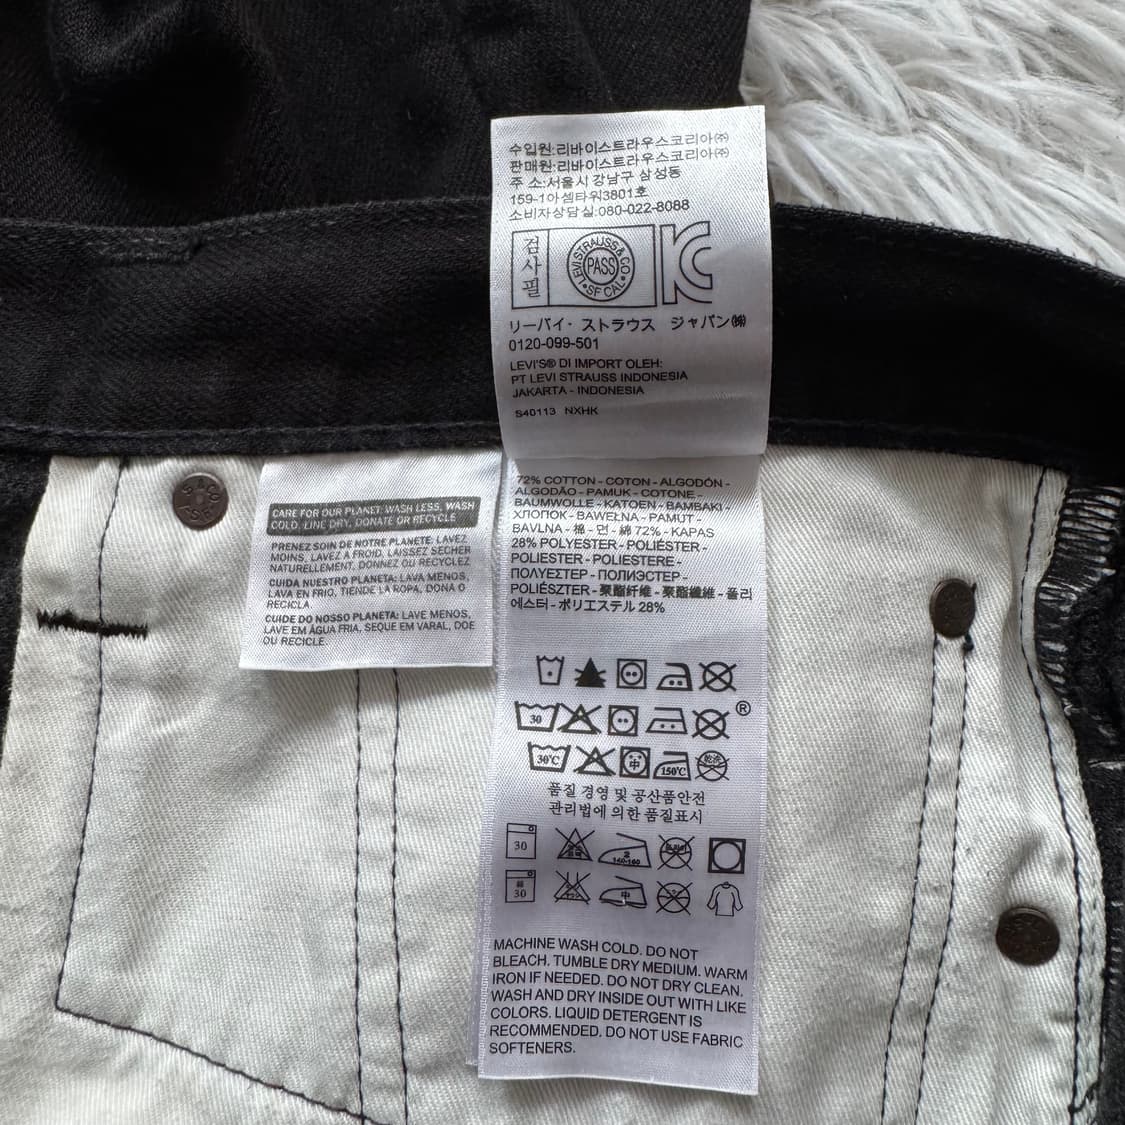 수입원:리바이스트라우스코리아㈜
판매원:리바이스트라우스코리아㈜
주 소:서울시 강남구 삼성동
159-1아셈타워3801호
소비자상담실:080-022-8088
검사필
LEVI STRAUSS & CO
PASS
SF CAL
リーバイ・ストラウス ジャパン㈱
0120-099-501
LEVI'S® DI IMPORT OLEH:
PT LEVI STRAUSS INDONESIA
JAKARTA - INDONESIA
S40113 NXHK
CARE FOR OUR PLANET: WASH LESS, WASH
COLD, LINE DRY, DONATE OR RECYCLE
PRENEZ SOIN DE NOTRE PLANETE: LAVEZ
MOINS, LAVEZ A FROID, LAISSEZ SECHER
NATURELLEMENT, DONNEZ OU RECYCLEZ
CUIDA NUESTRO PLANETA: LAVA MENOS,
LAVA EN FRIO, TIENDE LA ROPA, DONA O
RECICLA.
CUIDE DO NOSSO PLANETA: LAVE MENOS,
LAVE EM ÁGUA FRIA, SEQUE EM VARAL, DOE
OU RECICLE.
72% COTTON - COTON - ALGODÓN -
ALGODÃO - PAMUK - COTONE -
BAUMWOLLE - KATOEN - BAMBAKI -
ХЛОПОК - BAWEŁNA - PAMUT -
BAVLNA - 棉 - 면 - 綿 72% - KAPAS
28% POLYESTER - POLIÉSTER -
POLIESTER - POLIESTERE -
ΠΟΛΥΕΣΤΕΡ - ПОЛИЭСТЕР -
POLIÉSZTER - 聚酯纤维 - 聚酯纖維 - 폴리
에스터 - ポリエステル 28%
30
®
30℃ 中 150℃ 乾洗
품질 경영 및 공산품안전
관리법에 의한 품질표시
30 140-160
30 中
MACHINE WASH COLD. DO NOT
BLEACH. TUMBLE DRY MEDIUM. WARM
IRON IF NEEDED. DO NOT DRY CLEAN.
WASH AND DRY INSIDE OUT WITH LIKE
COLORS. LIQUID DETERGENT IS
RECOMMENDED. DO NOT USE FABRIC
SOFTENERS.